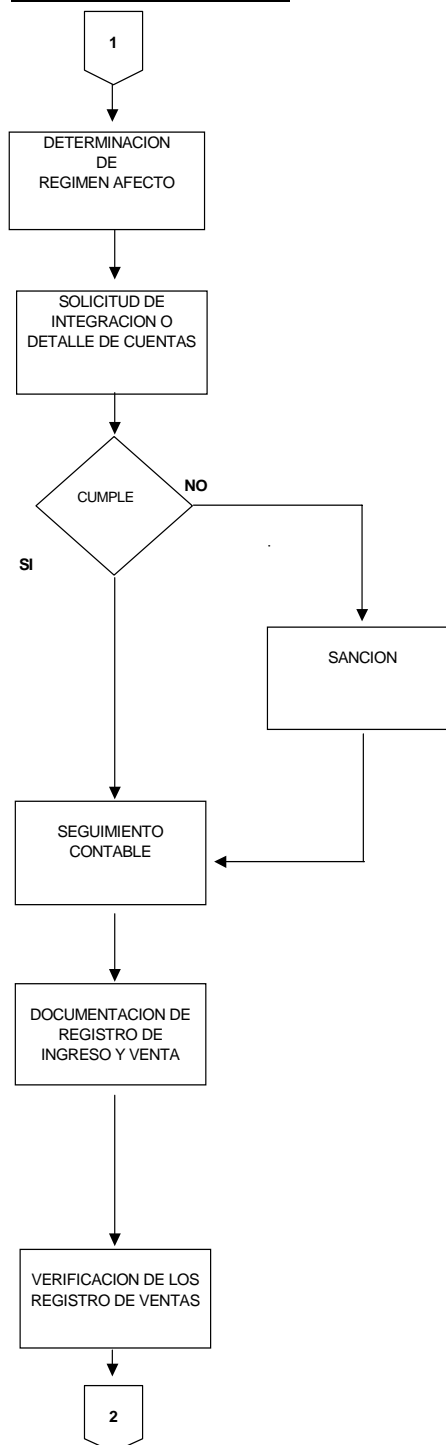 1
DETERMINACION
DE
REGIMEN AFECTO
SOLICITUD DE
INTEGRACION O
DETALLE DE CUENTAS
CUMPLE
NO
SI
SANCION
SEGUIMIENTO
CONTABLE
DOCUMENTACION DE
REGISTRO DE
INGRESO Y VENTA
VERIFICACION DE LOS
REGISTRO DE VENTAS
2